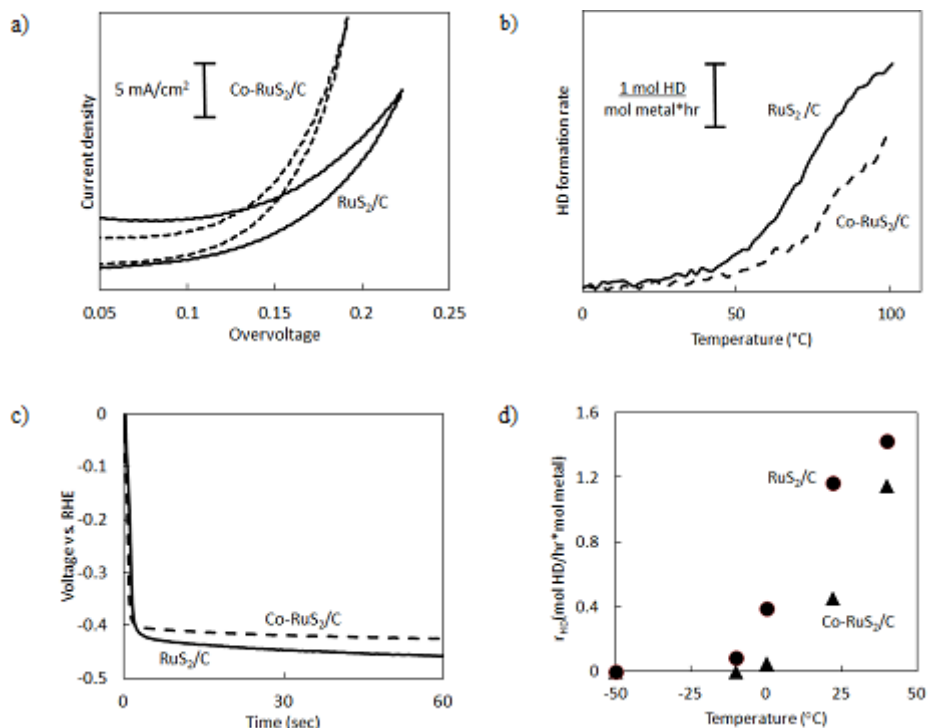 a)
Current density
5 mA/cm²
Co-RuS₂/C
RuS₂/C
0.05 0.1 0.15 0.2 0.25
Overvoltage
b)
HD formation rate
1 mol HD
mol metal*hr
RuS₂/C
Co-RuS₂/C
0 50 100
Temperature (°C)
c)
Voltage vs. RHE
0
-0.1
-0.2
-0.3
-0.4
-0.5
Co-RuS₂/C
RuS₂/C
0 30 60
Time (sec)
d)
r_HD (mol HD/hr*mol metal)
1.6
1.2
0.8
0.4
0
RuS₂/C
Co-RuS₂/C
-50 -25 0 25 50
Temperature (°C)